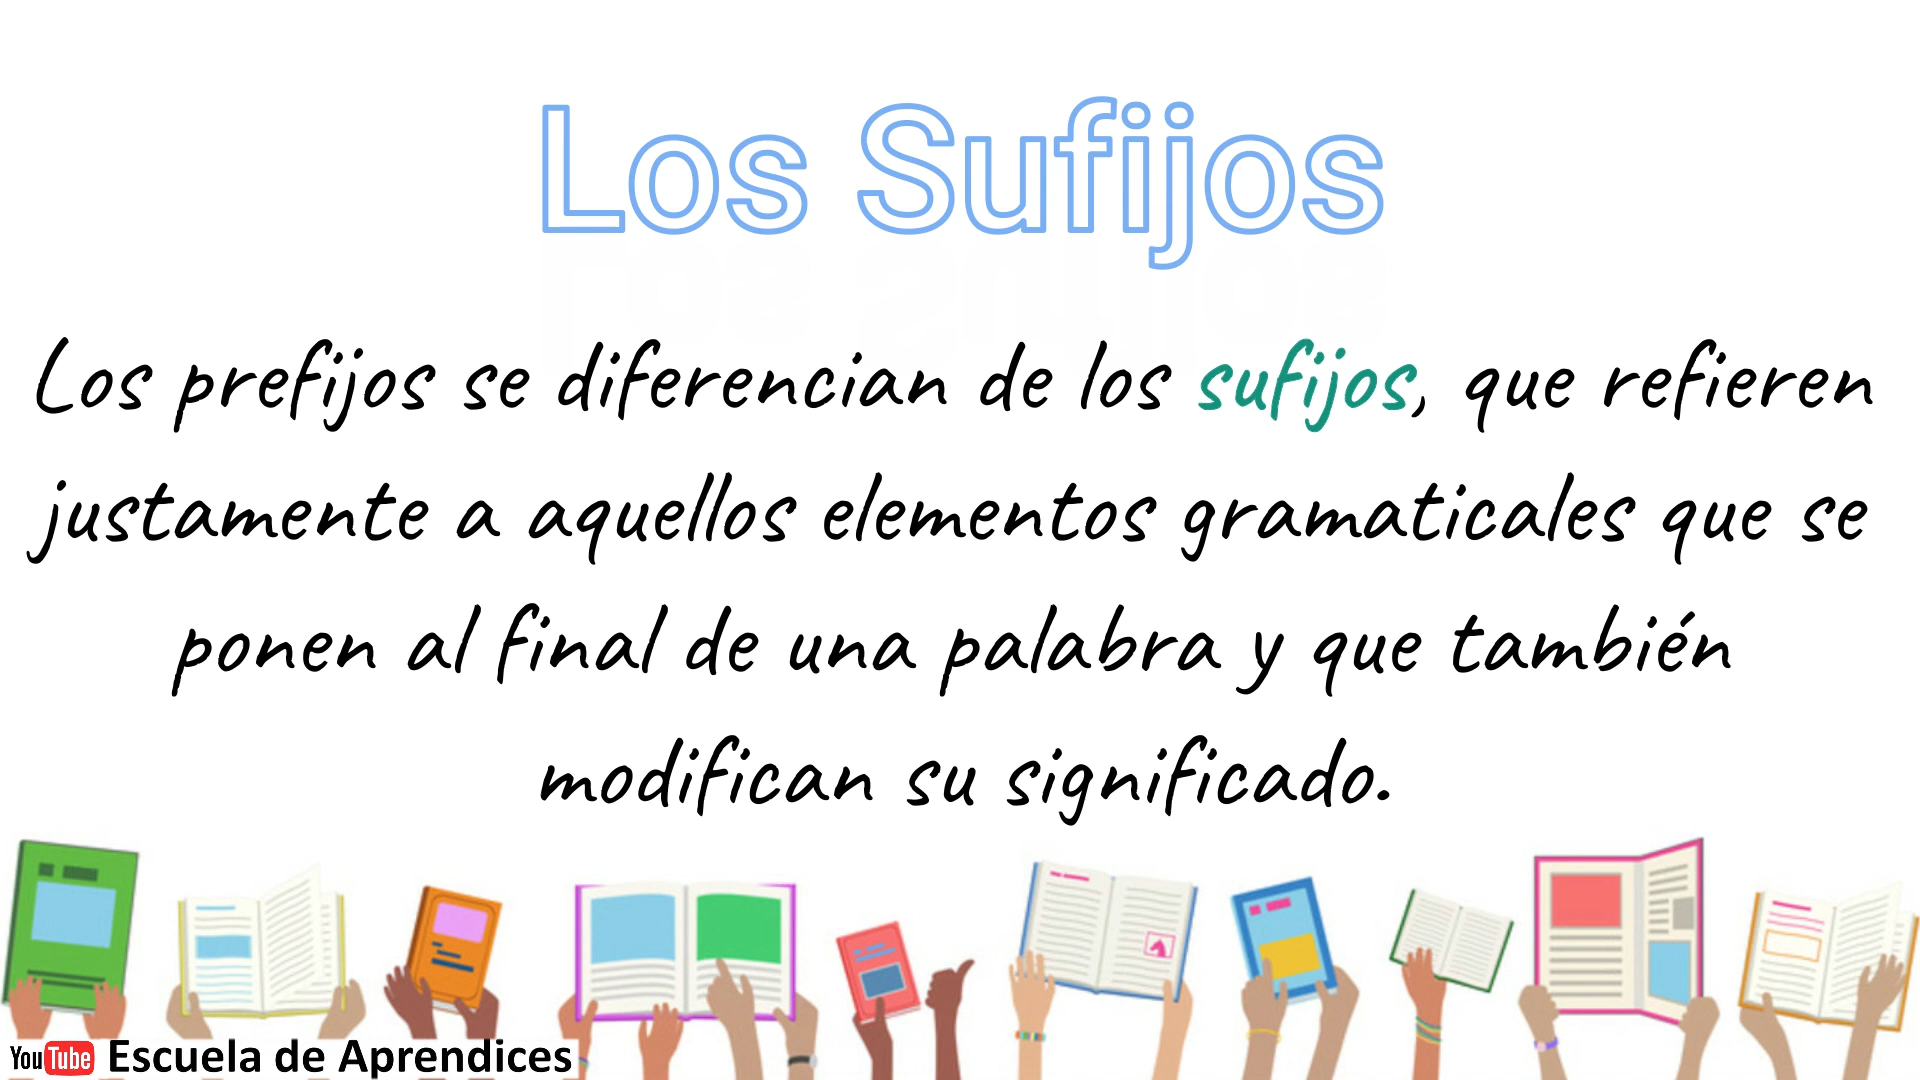 Los Sufijos
Los prefijos se diferencian de los sufijos, que refieren
justamente a aquellos elementos gramaticales que se
ponen al final de una palabra y que también
modifican su significado.
YouTube Escuela de Aprendices